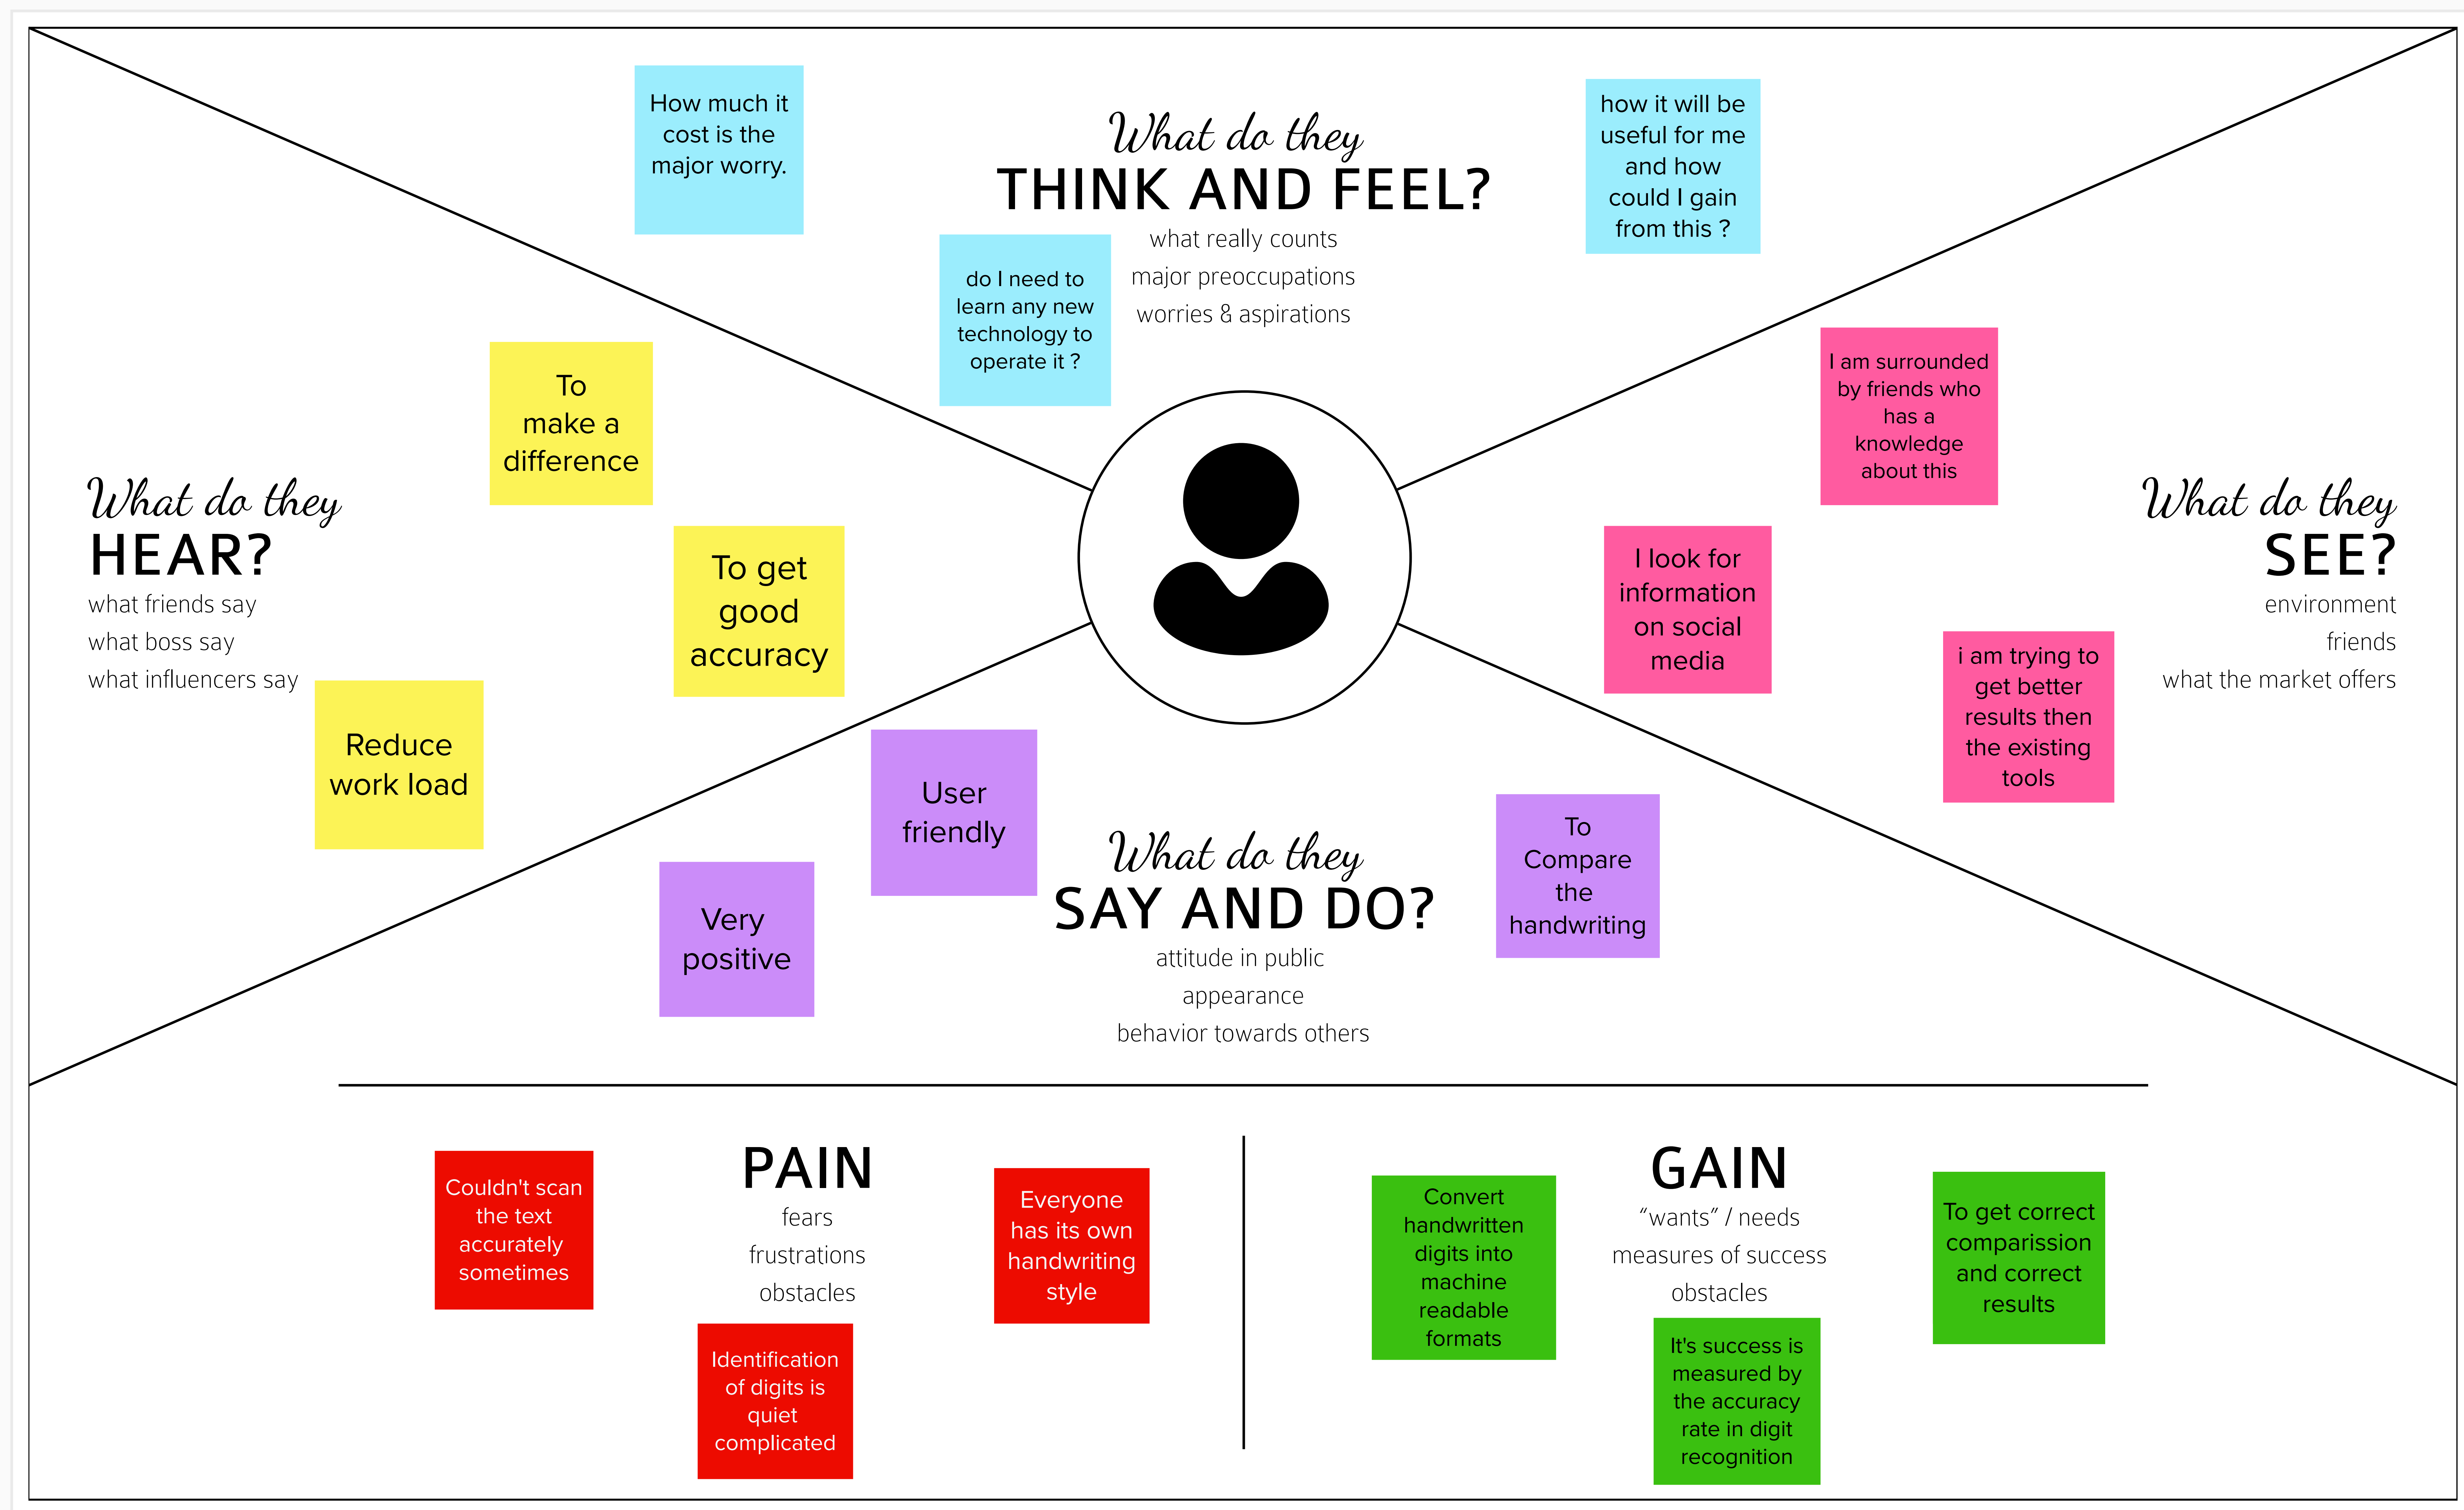 How much it
cost is the
major worry.
What do they
THINK AND FEEL?
what really counts
major preoccupations
worries & aspirations
do I need to
learn any new
technology to
operate it ?
how it will be
useful for me
and how
could I gain
from this ?
What do they
HEAR?
what friends say
what boss say
what influencers say
To
make a
difference
To get
good
accuracy
Reduce
work load
I am surrounded
by friends who
has a
knowledge
about this
I look for
information
on social
media
i am trying to
get better
results then
the existing
tools
What do they
SEE?
environment
friends
what the market offers
User
friendly
Very
positive
What do they
SAY AND DO?
attitude in public
appearance
behavior towards others
To
Compare
the
handwriting
PAIN
fears
frustrations
obstacles
Couldn't scan
the text
accurately
sometimes
Identification
of digits is
quiet
complicated
Everyone
has its own
handwriting
style
GAIN
“wants” / needs
measures of success
obstacles
Convert
handwritten
digits into
machine
readable
formats
It's success is
measured by
the accuracy
rate in digit
recognition
To get correct
comparission
and correct
results